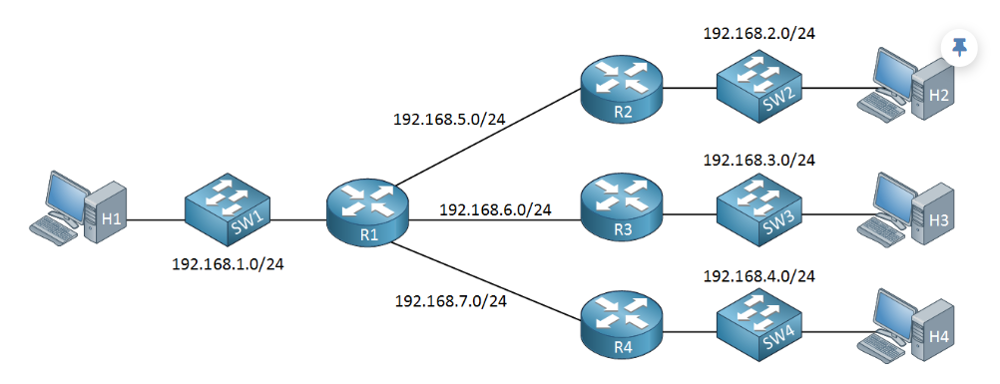 192.168.2.0/24
R2
SW2
H2
192.168.5.0/24
192.168.3.0/24
H1
SW1
R1
192.168.6.0/24
R3
SW3
H3
192.168.1.0/24
192.168.7.0/24
192.168.4.0/24
R4
SW4
H4